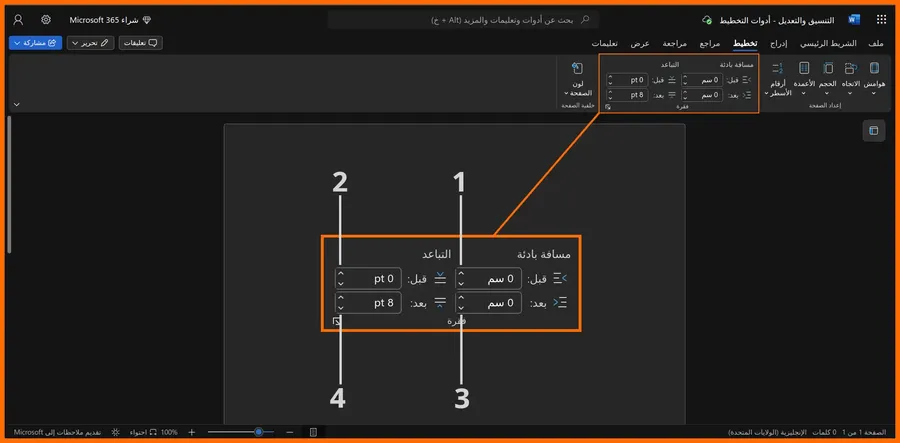 التنسيق والتعديل - أدوات التخطيط
بحث عن أدوات وتعليمات والمزيد (Alt + خ)
شراء Microsoft 365
ملف الشريط الرئيسي إدراج تخطيط مراجع مراجعة عرض تعليمات
تعليقات تحرير مشاركة
هوامش الاتجاه الحجم الأعمدة أرقام الأسطر
إعداد الصفحة
مسافة بادئة التباعد
قبل: 0 سم قبل: 0 pt
بعد: 0 سم بعد: 8 pt
فقرة
لون الصفحة
خلفية الصفحة
1 2
مسافة بادئة التباعد
قبل: 0 سم قبل: 0 pt
بعد: 0 سم بعد: 8 pt
فقرة
3 4
الصفحة 1 من 1 0 كلمات الإنجليزية (الولايات المتحدة)
100% احتواء تقديم ملاحظات إلى Microsoft